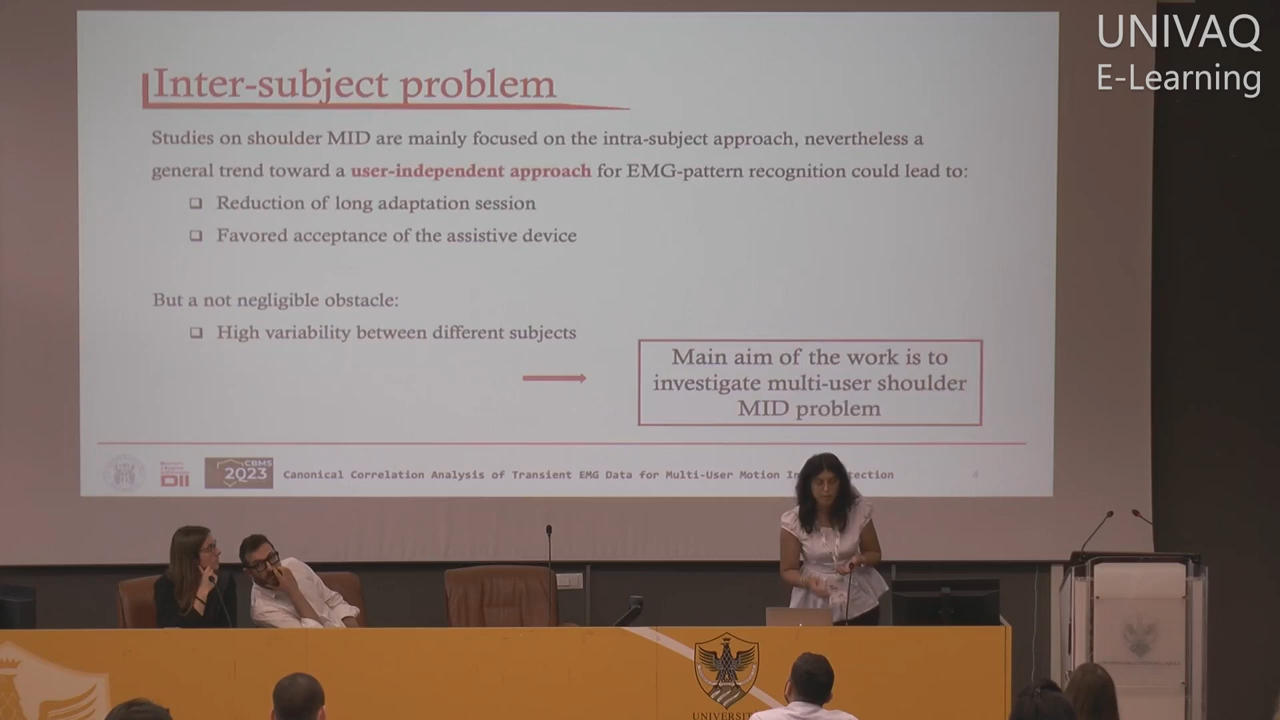 UNIVAQ
E-Learning
Inter-subject problem
Studies on shoulder MID are mainly focused on the intra-subject approach, nevertheless a
general trend toward a user-independent approach for EMG-pattern recognition could lead to:
Reduction of long adaptation session
Favored acceptance of the assistive device
But a not negligible obstacle:
High variability between different subjects
Main aim of the work is to
investigate multi-user shoulder
MID problem
CBMS
2023
DII
Canonical Correlation Analysis of Transient EMG Data for Multi-User Motion In ection
4
UNIVERSI